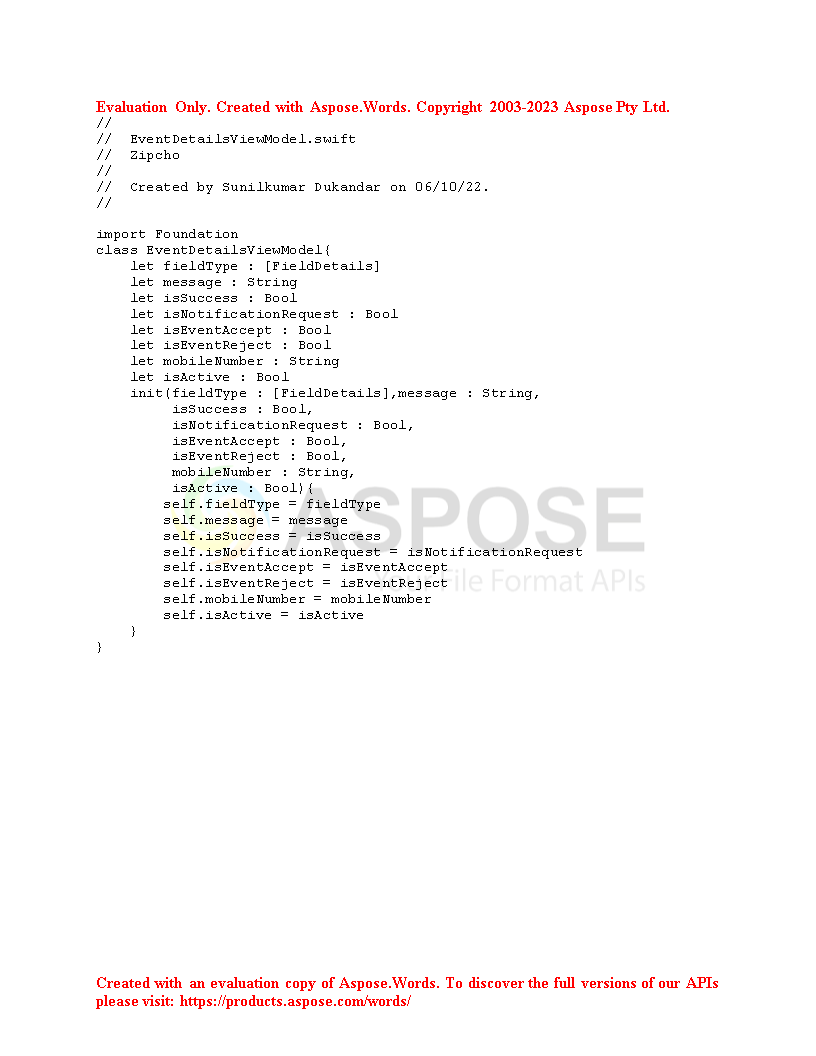 Evaluation Only. Created with Aspose.Words. Copyright 2003-2023 Aspose Pty Ltd.
//
//  EventDetailsViewModel.swift
//  Zipcho
//
//  Created by Sunilkumar Dukandar on 06/10/22.
//
import Foundation
class EventDetailsViewModel{
    let fieldType : [FieldDetails]
    let message : String
    let isSuccess : Bool
    let isNotificationRequest : Bool
    let isEventAccept : Bool
    let isEventReject : Bool
    let mobileNumber : String
    let isActive : Bool
    init(fieldType : [FieldDetails],message : String,
         isSuccess : Bool,
         isNotificationRequest : Bool,
         isEventAccept : Bool,
         isEventReject : Bool,
         mobileNumber : String,
         isActive : Bool){
        self.fieldType = fieldType
        self.message = message
        self.isSuccess = isSuccess
        self.isNotificationRequest = isNotificationRequest
        self.isEventAccept = isEventAccept
        self.isEventReject = isEventReject
        self.mobileNumber = mobileNumber
        self.isActive = isActive
    }
}
ASPOSE
File Format APIs
Created with an evaluation copy of Aspose.Words. To discover the full versions of our APIs
please visit: https://products.aspose.com/words/